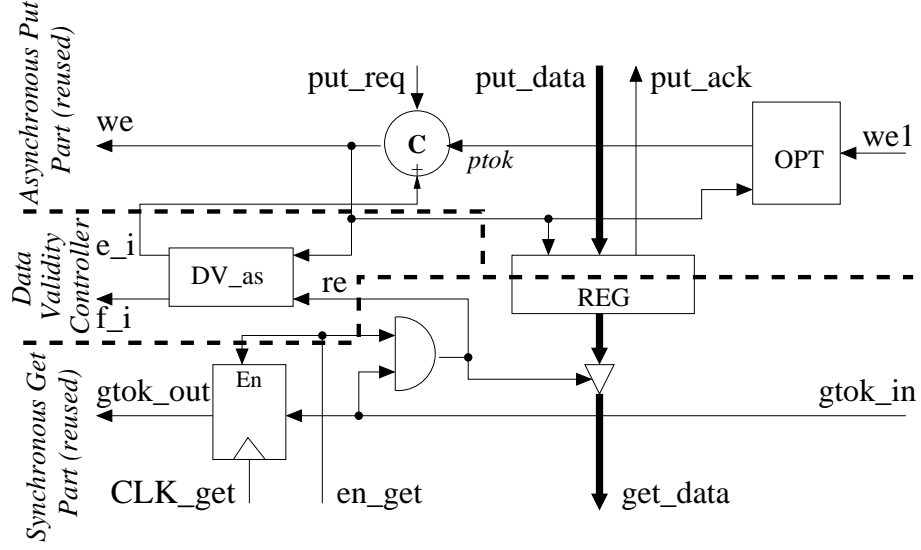 Asynchronous Put
Part (reused)
put_req
put_data
put_ack
we
C
+
ptok
OPT
we1
Data
Validity
Controller
e_i
DV_as
f_i
re
REG
Synchronous Get
Part (reused)
En
gtok_out
gtok_in
CLK_get
en_get
get_data